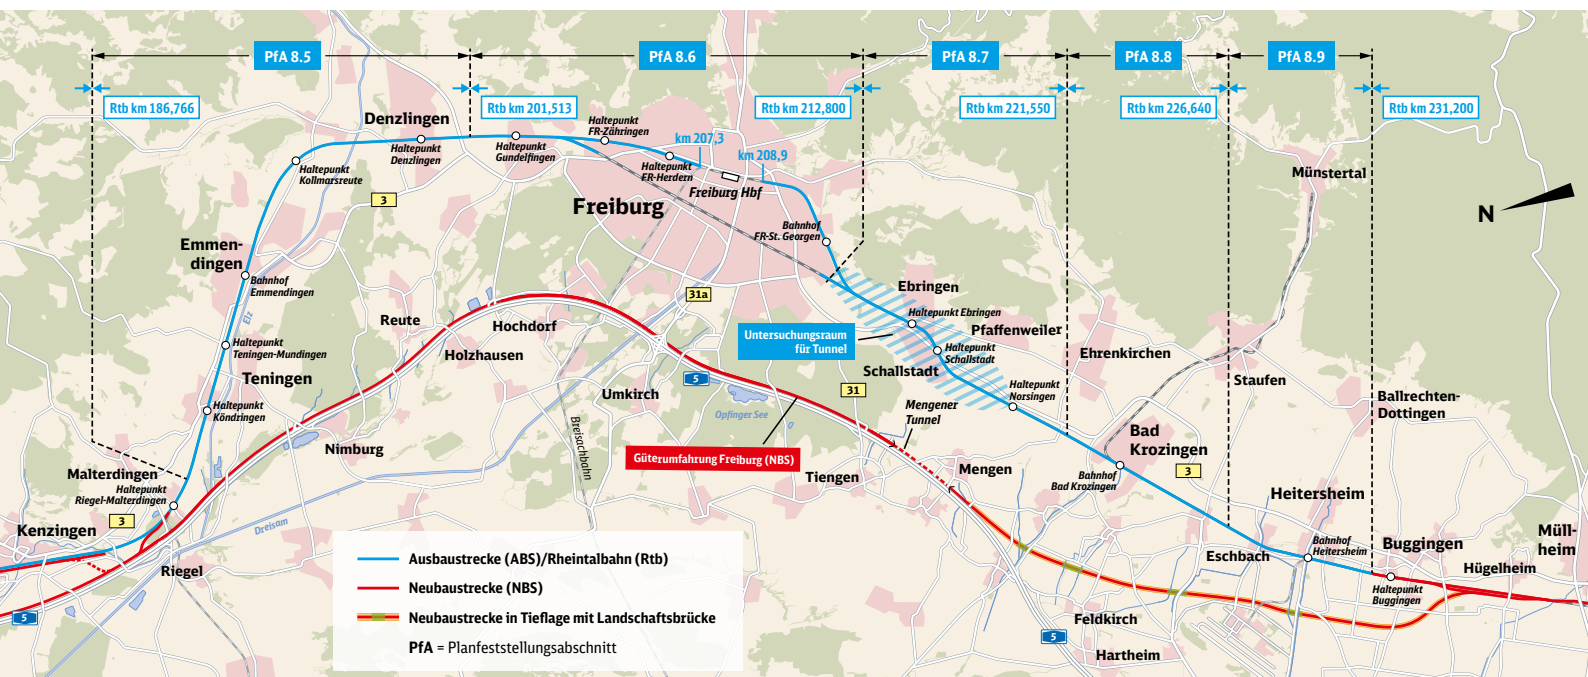 PfA 8.5
PfA 8.6
PfA 8.7
PfA 8.8
PfA 8.9
Rtb km 186,766
Rtb km 201,513
Rtb km 212,800
Rtb km 221,550
Rtb km 226,640
Rtb km 231,200
Denzlingen
Haltepunkt
Denzlingen
Haltepunkt
Gundelfingen
Haltepunkt
FR-Zähringen
km 207,3
Haltepunkt
FR-Herdern
km 208,9
Freiburg Hbf
Freiburg
Haltepunkt
Kollmarsreute
3
Münstertal
N
Bahnhof
FR-St. Georgen
Emmen-
dingen
Bahnhof
Emmendingen
Elz
Reute
Hochdorf
Holzhausen
31a
Ebringen
Haltepunkt Ebringen
Pfaffenweiler
Untersuchungsraum
für Tunnel
Haltepunkt
Schallstadt
Schallstadt
Ehrenkirchen
Haltepunkt
Teningen-Mundingen
Teningen
Umkirch
5
Opfinger See
31
Haltepunkt
Norsingen
Staufen
Ballrechten-
Dottingen
Haltepunkt
Köndringen
Nimburg
Breisachbahn
Güterumfahrung Freiburg (NBS)
Mengener
Tunnel
Tiengen
Mengen
Bad
Krozingen
Bahnhof
Bad Krozingen
3
Malterdingen
Haltepunkt
Riegel-Malterdingen
3
Kenzingen
Riegel
Dreisam
5
Heitersheim
Bahnhof
Heitersheim
Eschbach
Buggingen
Haltepunkt
Buggingen
Hügelheim
Müll-
heim
Feldkirch
5
Hartheim
Ausbaustrecke (ABS)/Rheintalbahn (Rtb)
Neubaustrecke (NBS)
Neubaustrecke in Tieflage mit Landschaftsbrücke
PfA = Planfeststellungsabschnitt